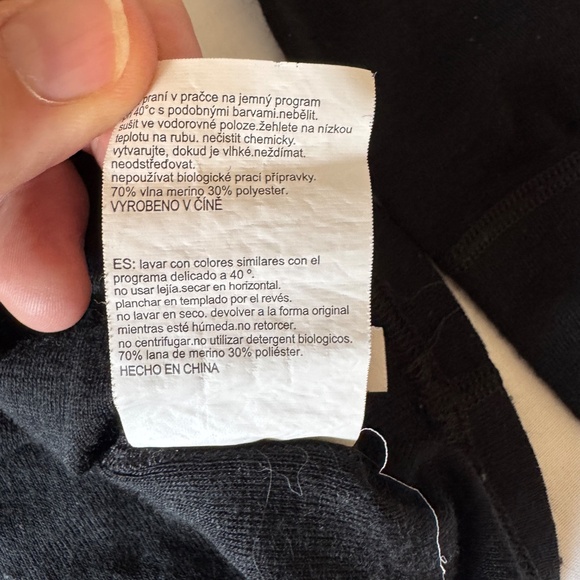 praní v pračce na jemný program
40°c s podobnými barvami.nebělit.
sušit ve vodorovné poloze.žehlete na nízkou
teplotu na rubu. nečistit chemicky.
vytvarujte, dokud je vlhké.neždímat.
neodstřeďovat.
nepoužívat biologické prací přípravky.
70% vlna merino 30% polyester.
VYROBENO V ČÍNĚ
ES: lavar con colores similares con el
programa delicado a 40 º.
no usar lejía.secar en horizontal.
planchar en templado por el revés.
no lavar en seco. devolver a la forma original
mientras esté húmeda.no retorcer.
no centrifugar.no utilizar detergent biologicos.
70% lana de merino 30% poliéster.
HECHO EN CHINA